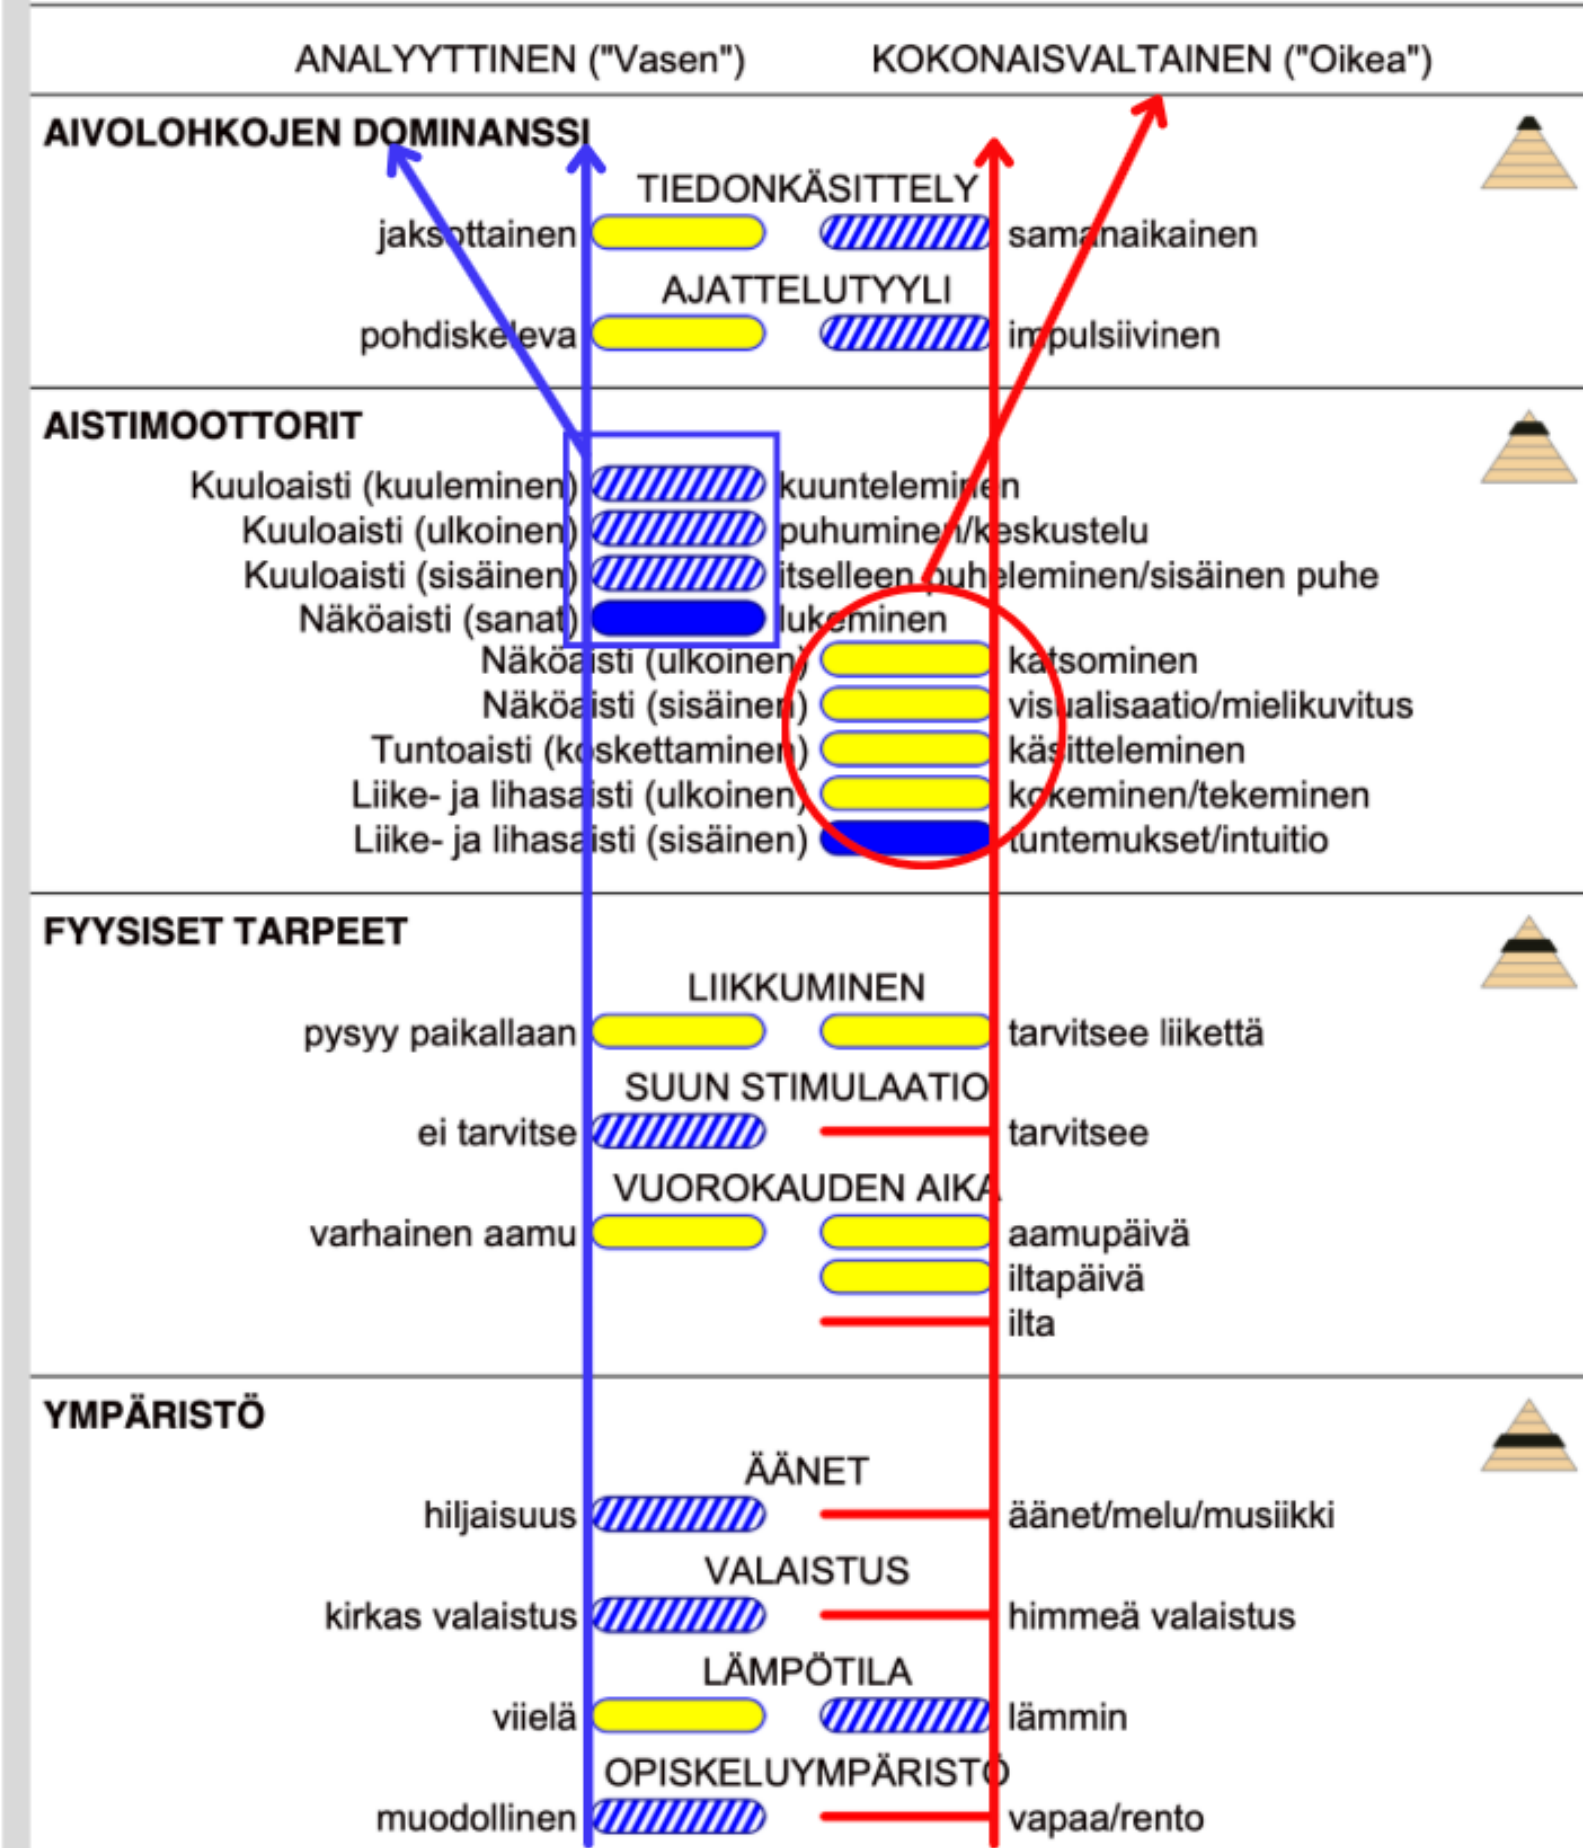 ANALYYTTINEN ("Vasen") KOKONAISVALTAINEN ("Oikea")
AIVOLOHKOJEN DOMINANSSI
TIEDONKÄSITTELY
jaksottainen samanaikainen
AJATTELUTYYLI
pohdiskeleva impulsiivinen
AISTIMOOTTORIT
Kuuloaisti (kuuleminen) kuunteleminen
Kuuloaisti (ulkoinen) puhuminen/keskustelu
Kuuloaisti (sisäinen) itselleen puheleminen/sisäinen puhe
Näköaisti (sanat) lukeminen
Näköaisti (ulkoinen) katsominen
Näköaisti (sisäinen) visualisaatio/mielikuvitus
Tuntoaisti (koskettaminen) käsitteleminen
Liike- ja lihasaisti (ulkoinen) kokeminen/tekeminen
Liike- ja lihasaisti (sisäinen) tuntemukset/intuitio
FYYSISET TARPEET
LIIKKUMINEN
pysyy paikallaan tarvitsee liikettä
SUUN STIMULAATIO
ei tarvitse tarvitsee
VUOROKAUDEN AIKA
varhainen aamu aamupäivä
iltapäivä
ilta
YMPÄRISTÖ
ÄÄNET
hiljaisuus äänet/melu/musiikki
VALAISTUS
kirkas valaistus himmeä valaistus
LÄMPÖTILA
viielä lämmin
OPISKELUYMPÄRISTÖ
muodollinen vapaa/rento